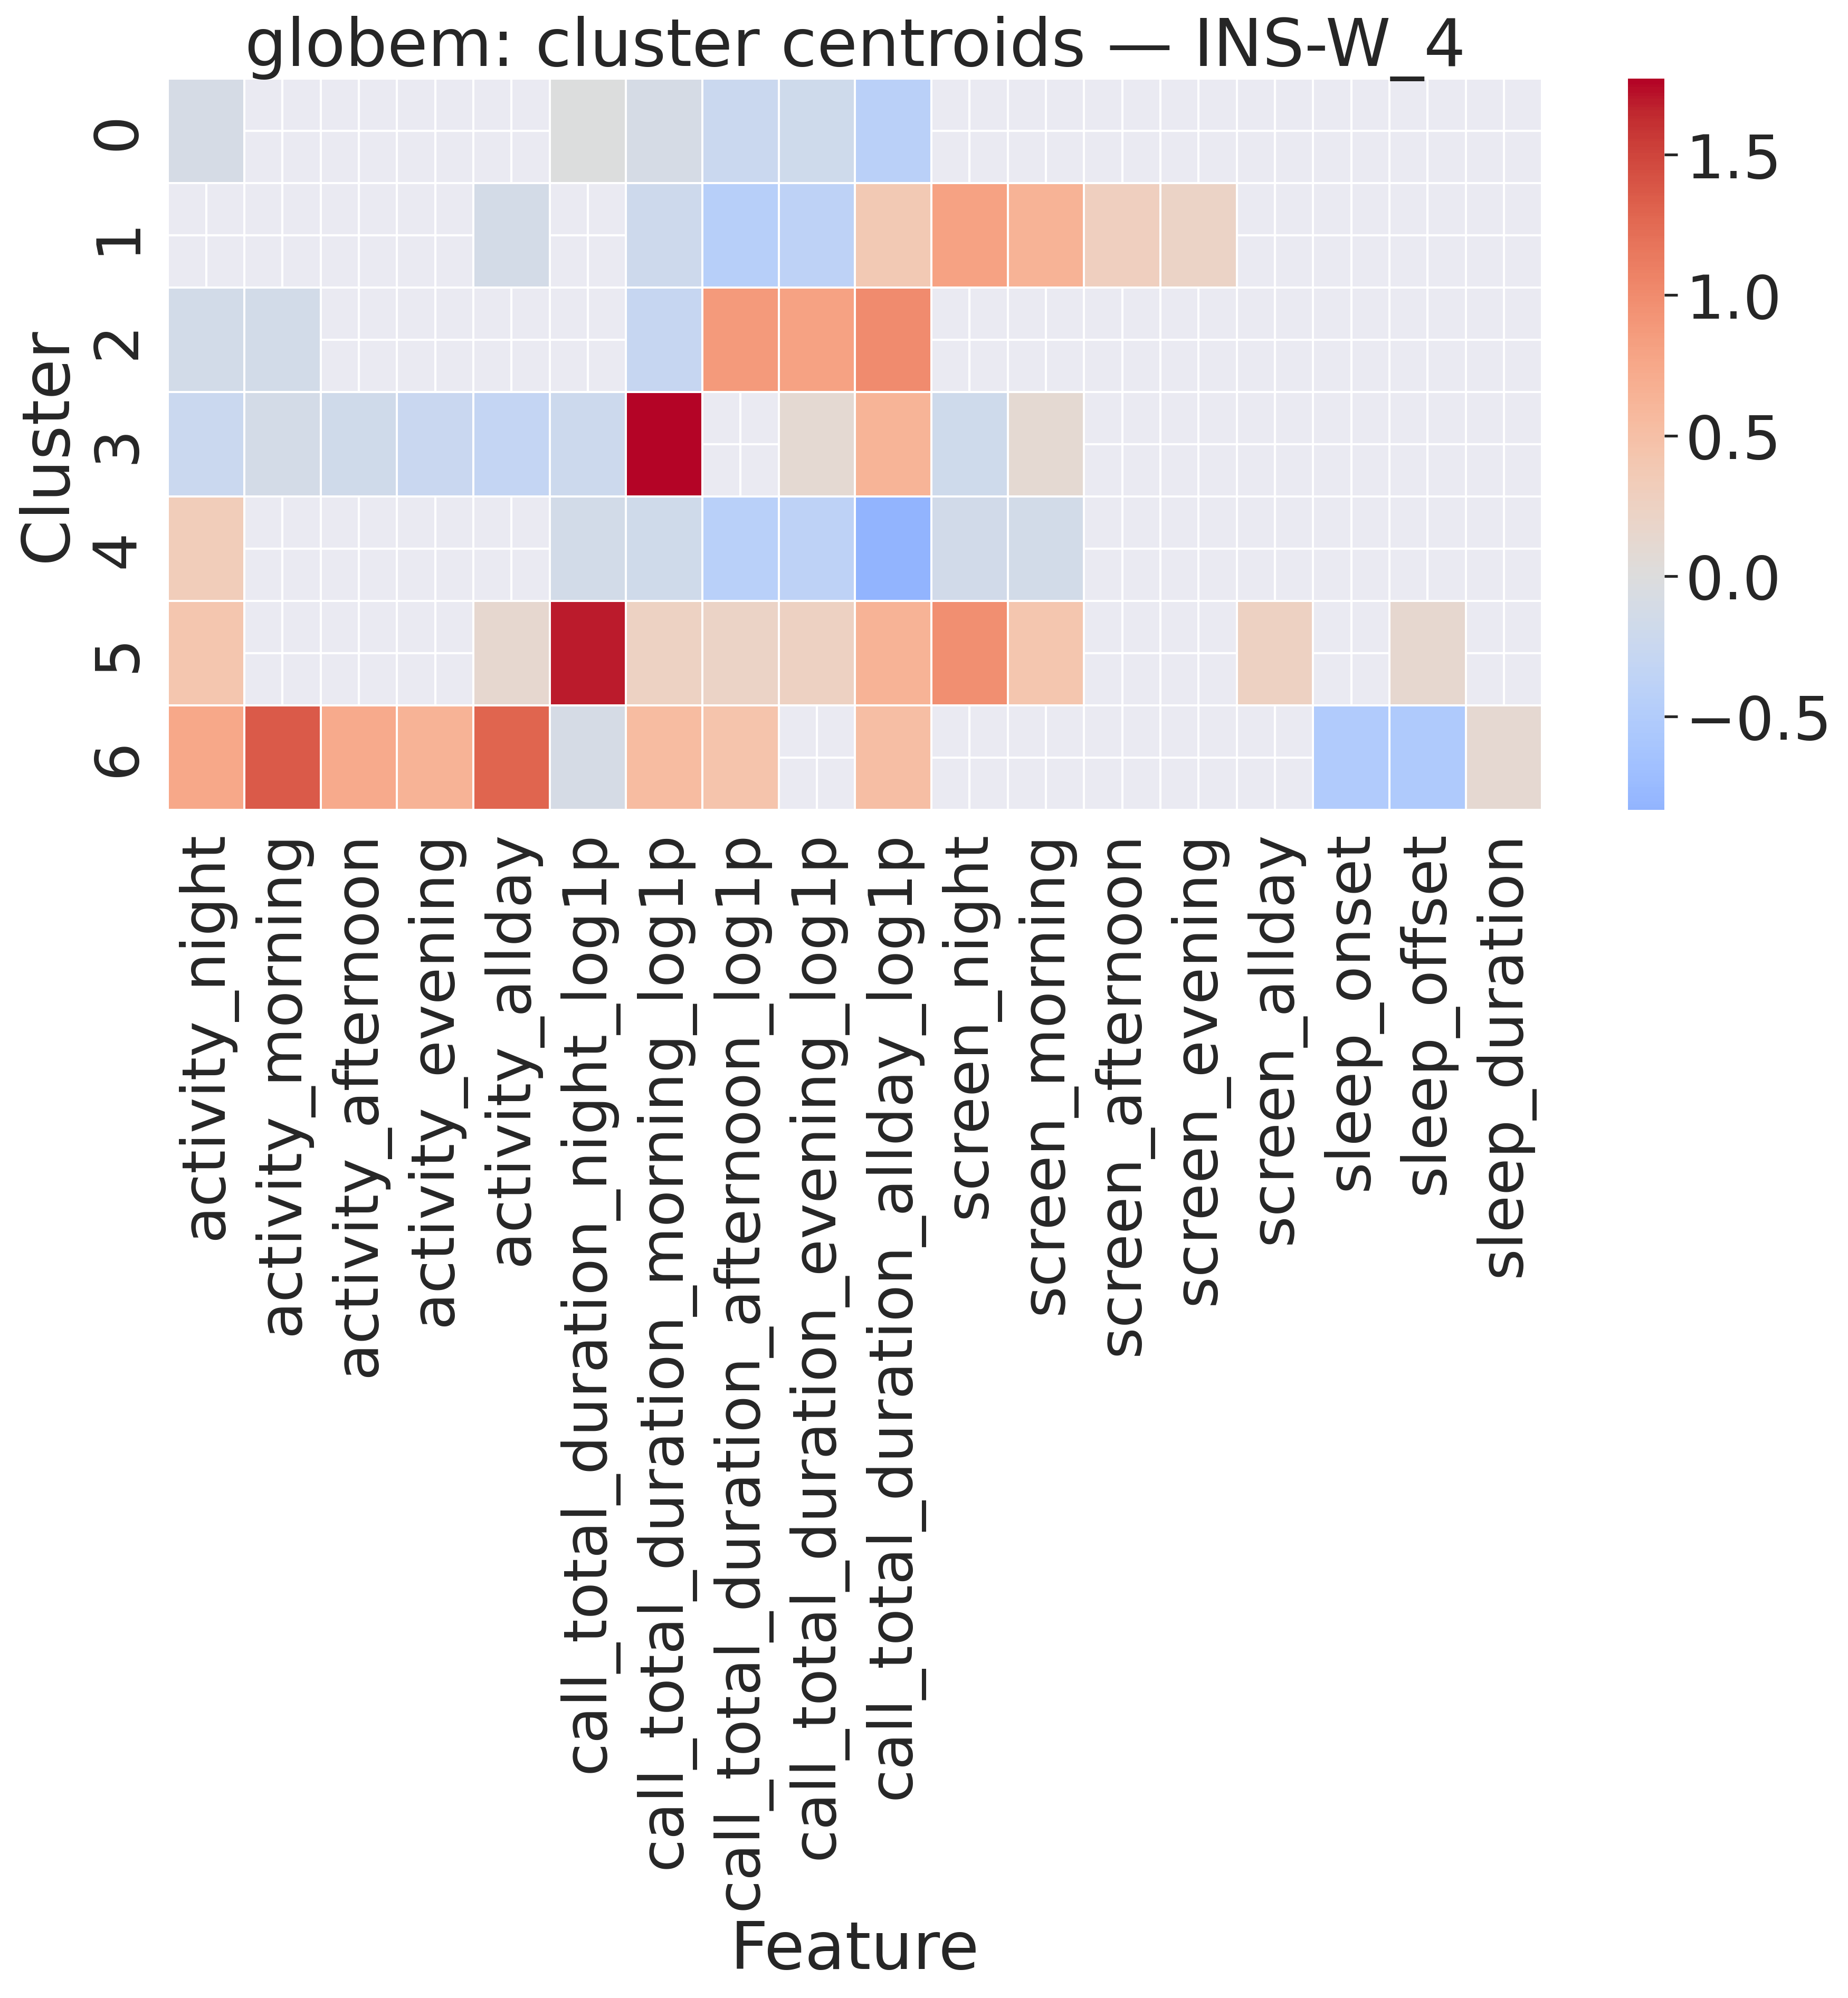 globem: cluster centroids — INS-W_4
Cluster
0
1
2
3
4
5
6
activity_night
activity_morning
activity_afternoon
activity_evening
activity_allday
call_total_duration_night_log1p
call_total_duration_morning_log1p
call_total_duration_afternoon_log1p
call_total_duration_evening_log1p
call_total_duration_allday_log1p
screen_night
screen_morning
screen_afternoon
screen_evening
screen_allday
sleep_onset
sleep_offset
sleep_duration
Feature
1.5
1.0
0.5
0.0
−0.5